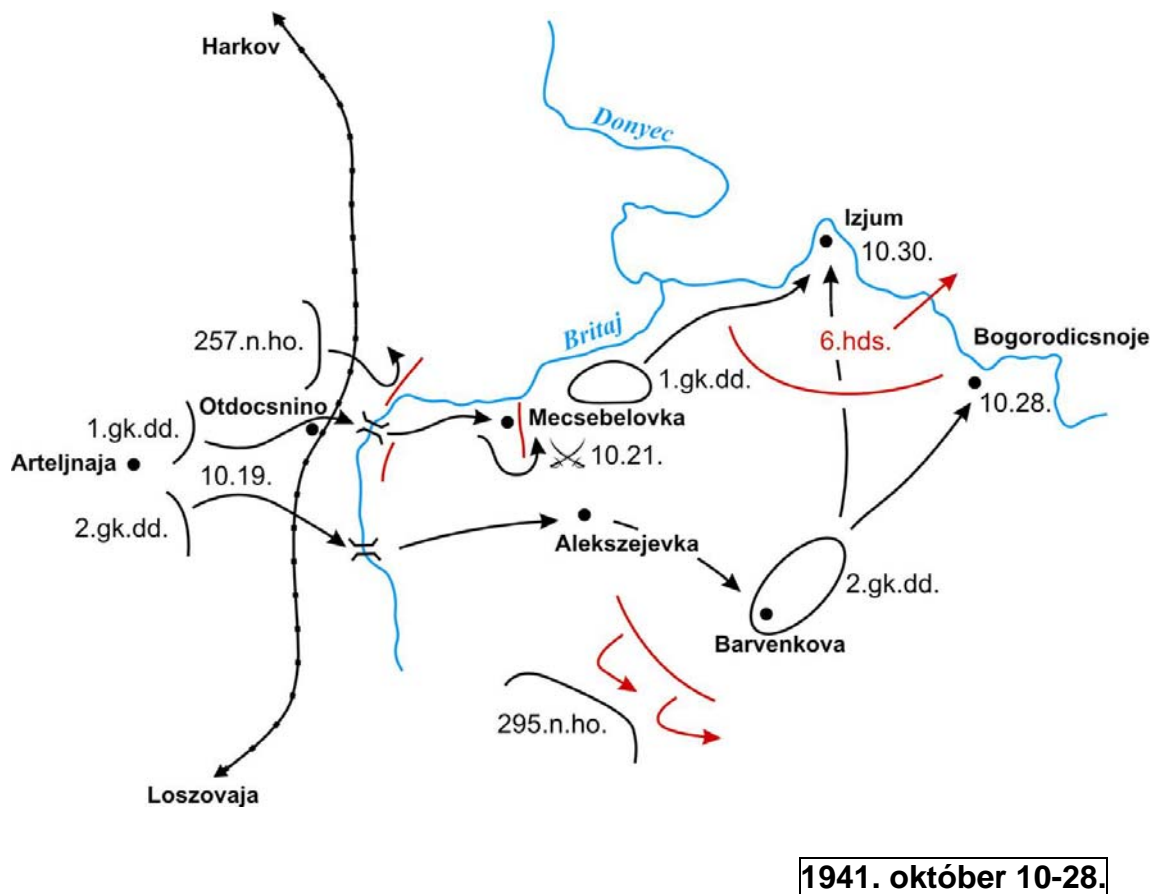 Harkov
Donyec
Izjum
10.30.
257.n.ho.
Britaj
6.hds.
Bogorodicsnoje
1.gk.dd.
Otdocsnino
1.gk.dd.
Mecsebelovka
10.28.
Arteljnaja
10.19.
10.21.
2.gk.dd.
Alekszejevka
2.gk.dd.
Barvenkova
295.n.ho.
Loszovaja
1941. október 10-28.